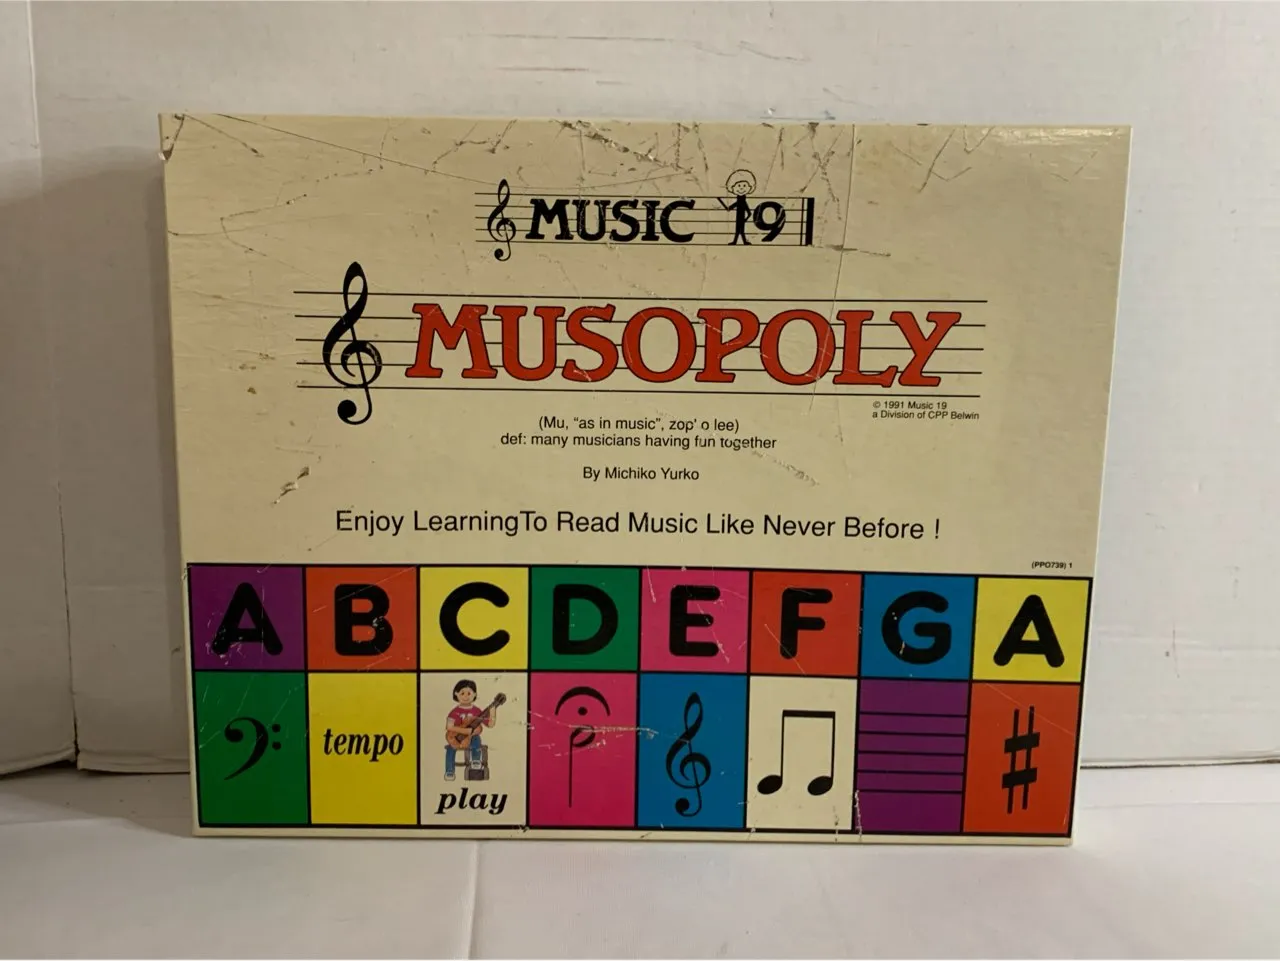 MUSIC 19
MUSOPOLY
© 1991 Music 19
a Division of CPP Belwin
(Mu, “as in music”, zop' o lee)
def: many musicians having fun together
By Michiko Yurko
Enjoy LearningTo Read Music Like Never Before !
(PPO739) 1
A B C D E F G A
tempo
play